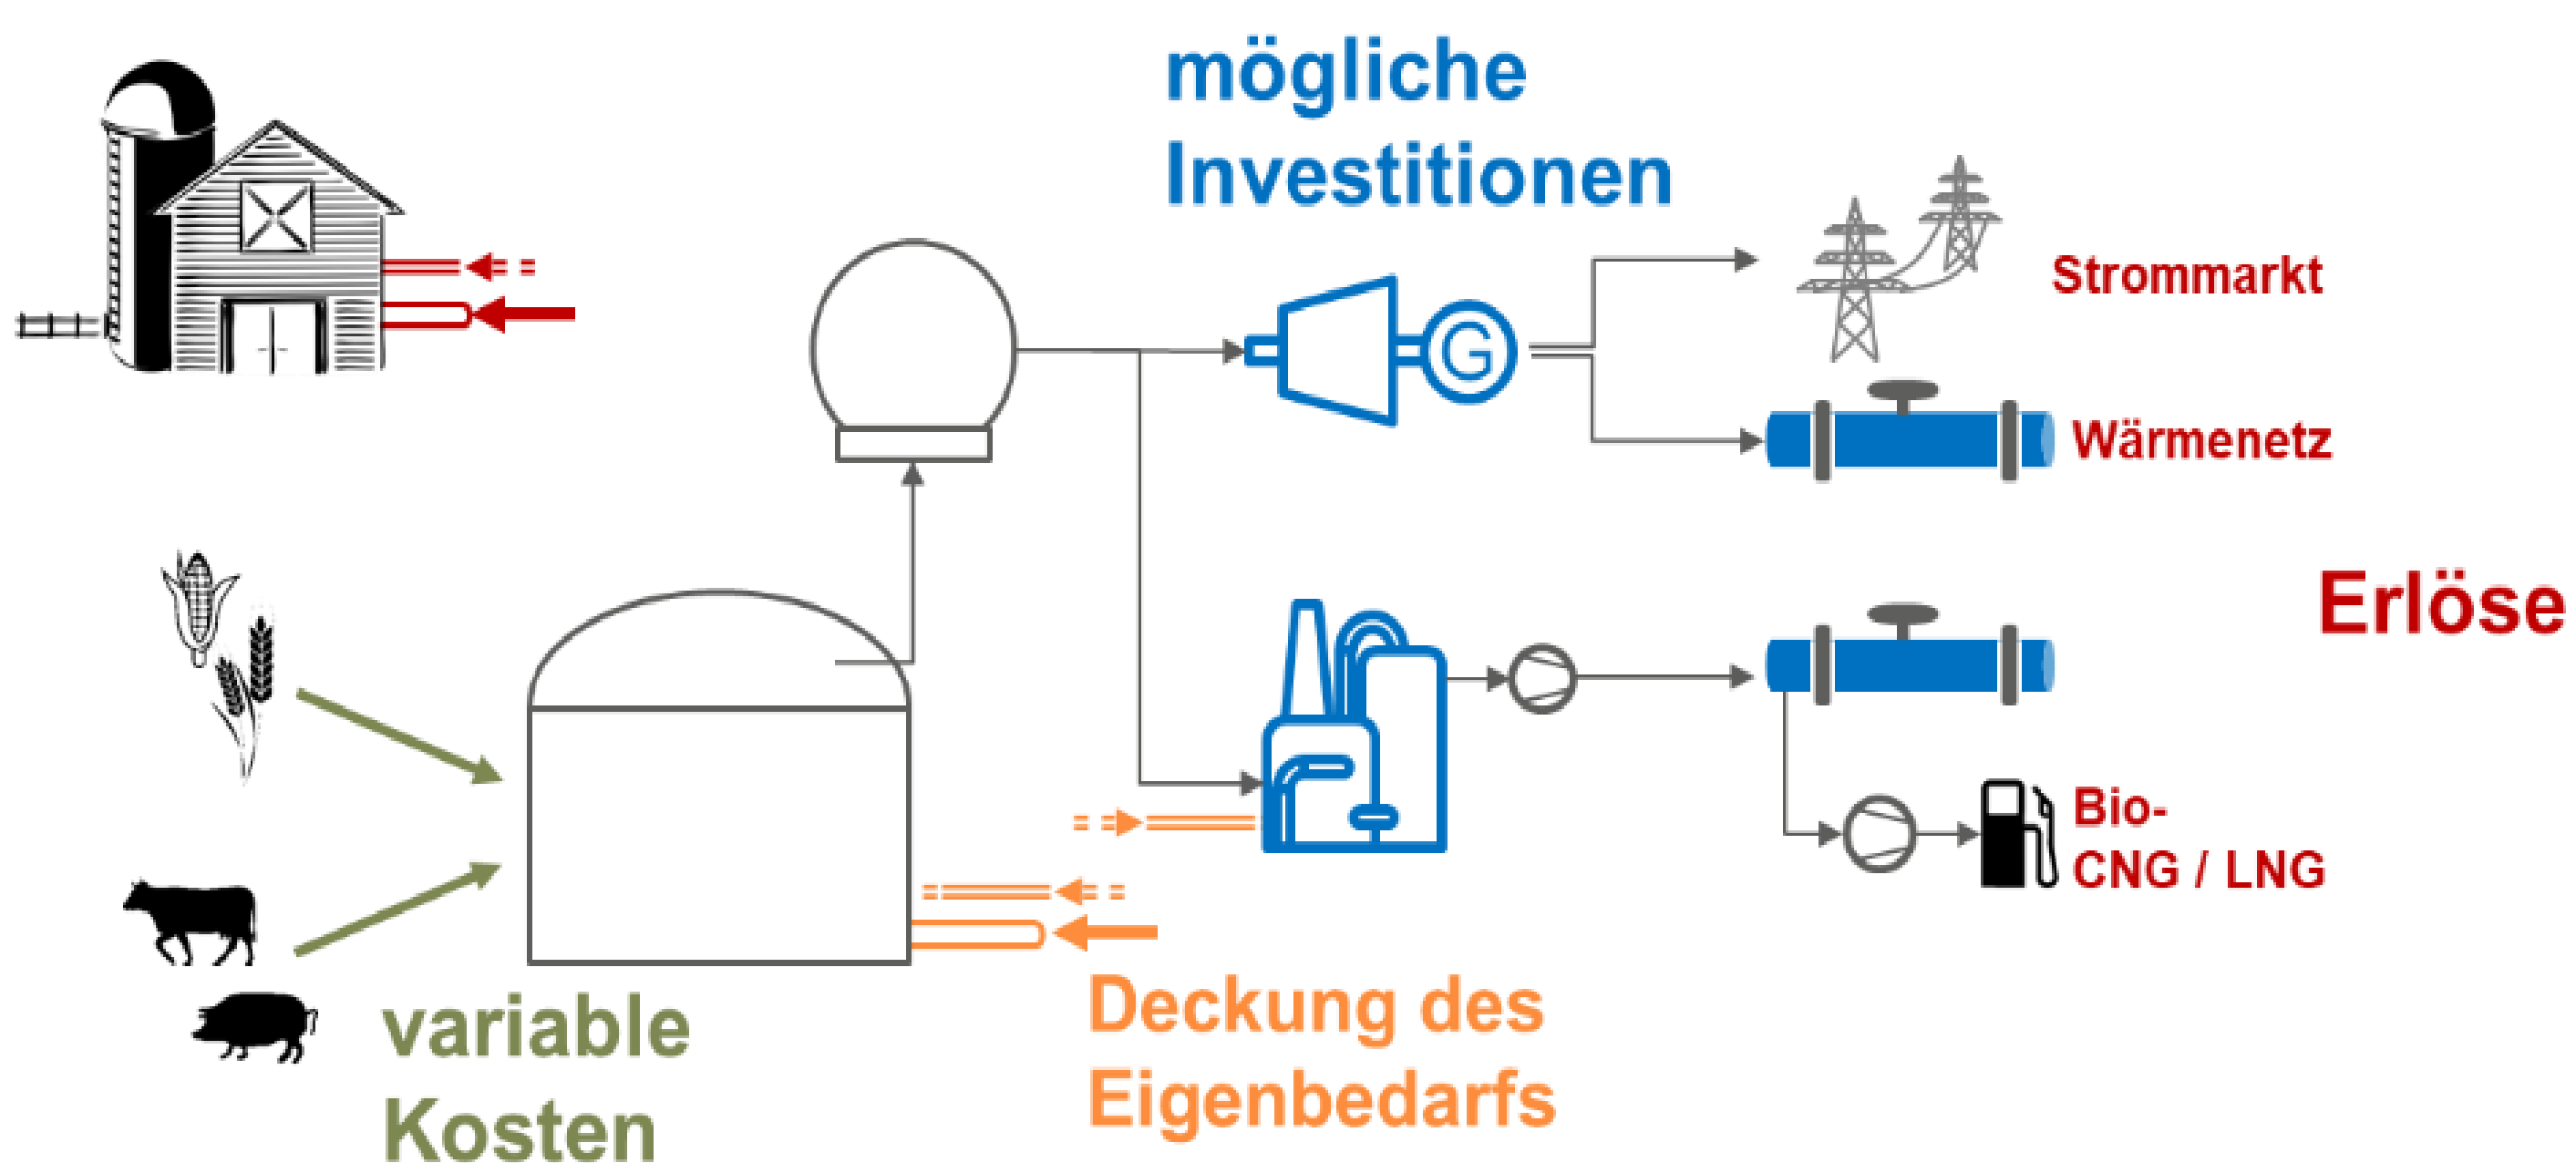 mögliche
Investitionen
G
Strommarkt
Wärmenetz
Erlöse
Bio-
CNG / LNG
variable
Kosten
Deckung des
Eigenbedarfs